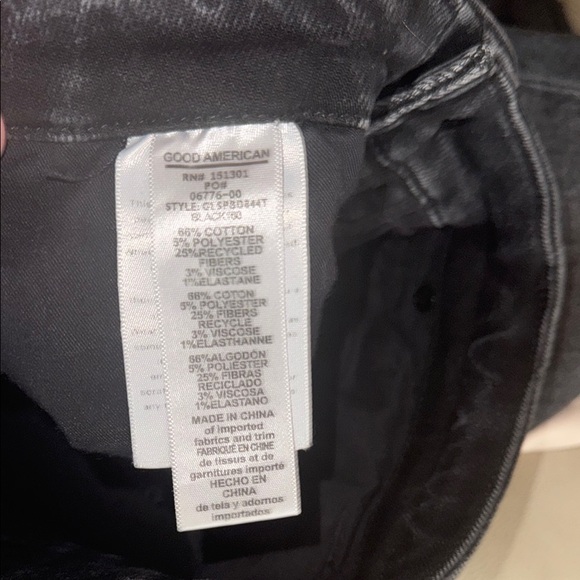 GOOD AMERICAN
RN# 151301
PO#
06776-00
BLACK160
66% COTTON
5% POLYESTER
25%RECYCLED
FIBERS
3% VISCOSE
1%ELASTANE
66% COTON
5% POLYESTER
25% FIBERS
RECYCLE
3% VISCOSE
1%ELASTHANNE
66%ALGODÓN
5% POLIÉSTER
25% FIBRAS
RECICLADO
3% VISCOSA
1%ELASTANO
MADE IN CHINA
of imported
fabrics and trim
FABRIQUÉ EN CHINE
de tissus et de
garnitures importé
HECHO EN
CHINA
de tela y adornos
importados